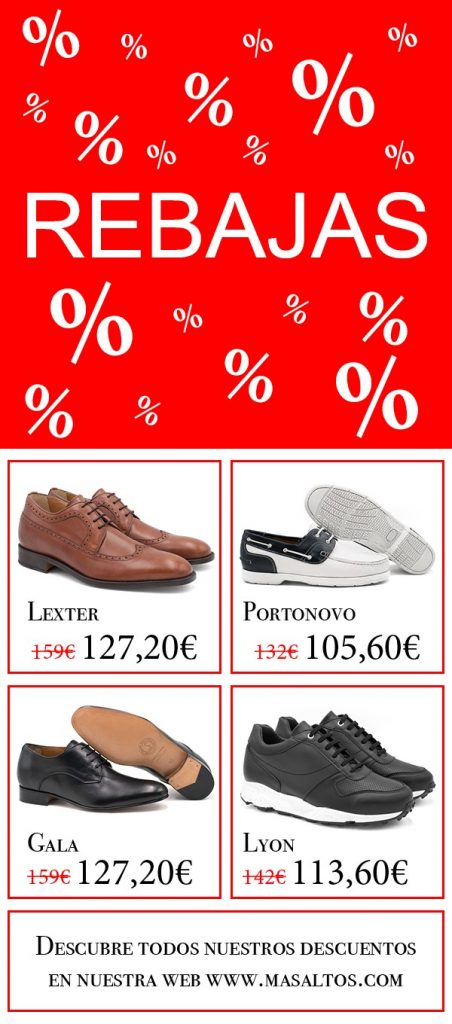 % % % %
% % % %
% % % %
REBAJAS
% % % %
% % % %
LEXTER
159€ 127,20€
PORTONOVO
132€ 105,60€
GALA
159€ 127,20€
LYON
142€ 113,60€
DESCUBRE TODOS NUESTROS DESCUENTOS
EN NUESTRA WEB WWW.MASALTOS.COM